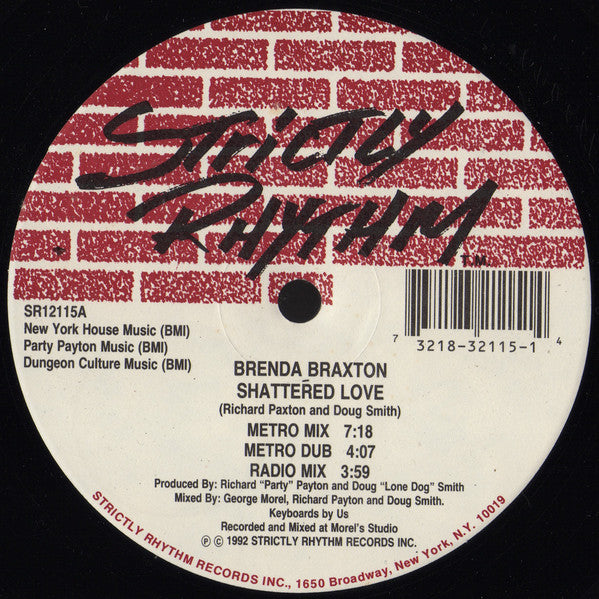 STRICTLY
RHYTHM
T.M.
SR12115A
New York House Music (BMI)
Party Payton Music (BMI)
Dungeon Culture Music (BMI)
7 3218-32115-1 4
BRENDA BRAXTON
SHATTERED LOVE
(Richard Paxton and Doug Smith)
METRO MIX 7:18
METRO DUB 4:07
RADIO MIX 3:59
Produced By: Richard "Party" Payton and Doug "Lone Dog" Smith
Mixed By: George Morel, Richard Payton and Doug Smith.
Keyboards by Us
Recorded and Mixed at Morel's Studio
℗ © 1992 STRICTLY RHYTHM RECORDS INC.
STRICTLY RHYTHM RECORDS INC., 1650 Broadway, New York, N.Y. 10019